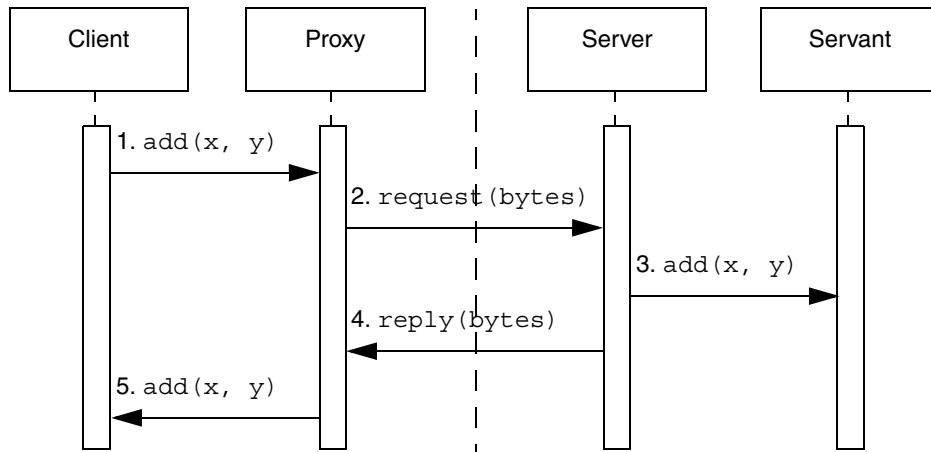 Client
Proxy
Server
Servant
1. add(x, y)
2. request(bytes)
3. add(x, y)
4. reply(bytes)
5. add(x, y)